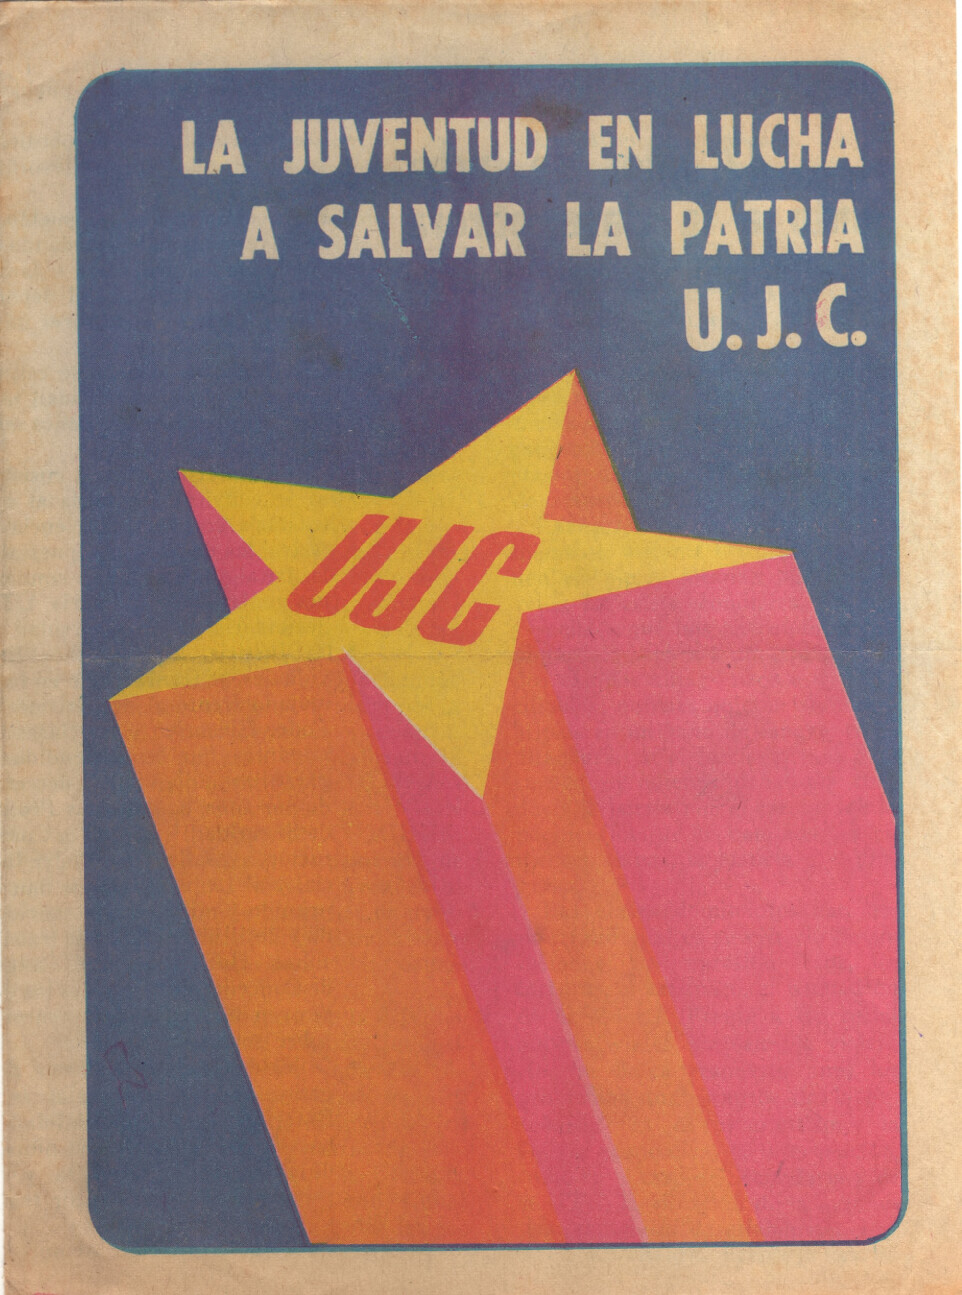 LA JUVENTUD EN LUCHA
A SALVAR LA PATRIA
U. J. C.
UJC